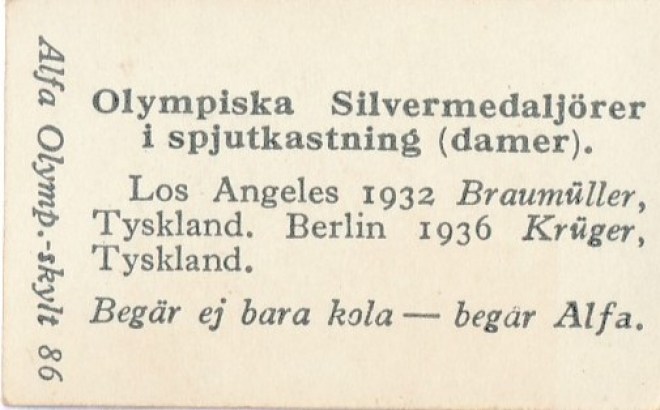 Alfa Olymp.-skylt 86
Olympiska Silvermedaljörer
i spjutkastning (damer).
Los Angeles 1932 Braumüller,
Tyskland. Berlin 1936 Krüger,
Tyskland.
Begär ej bara kola — begär Alfa.